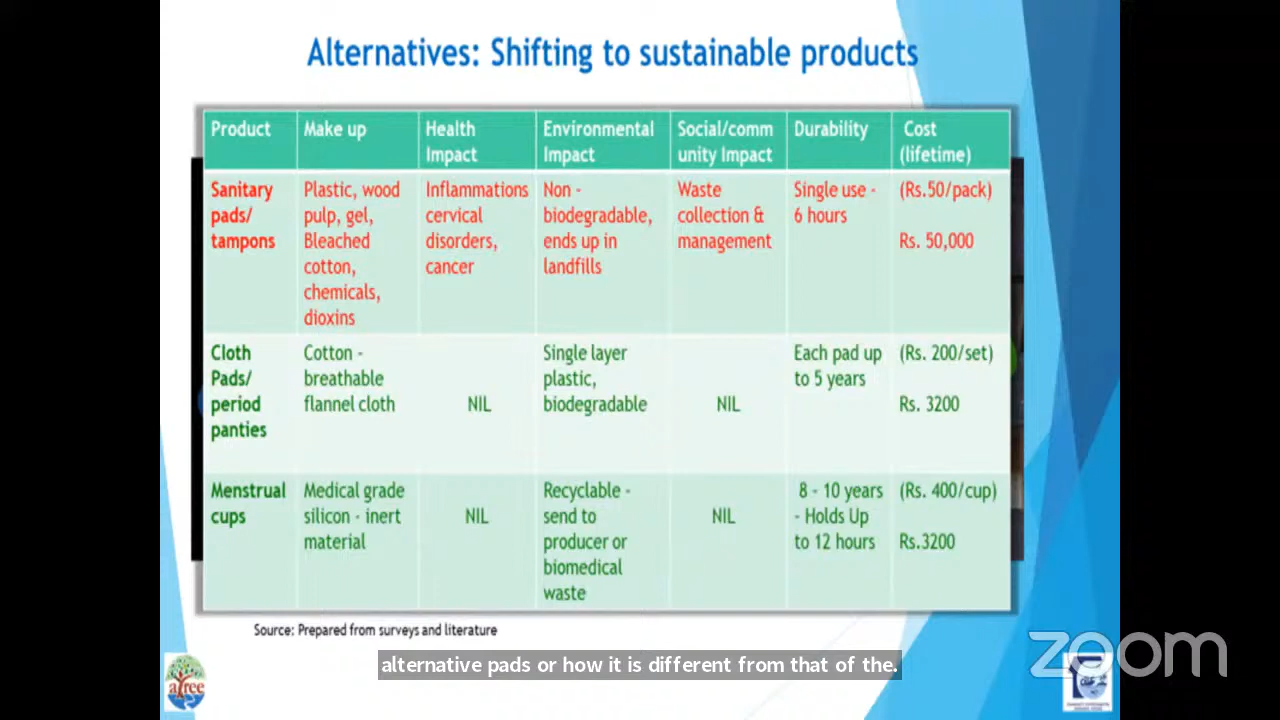 Alternatives: Shifting to sustainable products
Product
Make up
Health
Impact
Environmental
Impact
Social/comm
unity Impact
Durability
Cost
(lifetime)
Sanitary
pads/
tampons
Plastic, wood
pulp, gel,
Bleached
cotton,
chemicals,
dioxins
Inflammations
cervical
disorders,
cancer
Non -
biodegradable,
ends up in
landfills
Waste
collection &
management
Single use -
6 hours
(Rs.50/pack)
Rs. 50,000
Cloth
Pads/
period
panties
Cotton -
breathable
flannel cloth
NIL
Single layer
plastic,
biodegradable
NIL
Each pad up
to 5 years
(Rs. 200/set)
Rs. 3200
Menstrual
cups
Medical grade
silicon - inert
material
NIL
Recyclable -
send to
producer or
biomedical
waste
NIL
8 - 10 years
- Holds Up
to 12 hours
(Rs. 400/cup)
Rs.3200
Source: Prepared from surveys and literature
alternative pads or how it is different from that of the.
atree
zoom